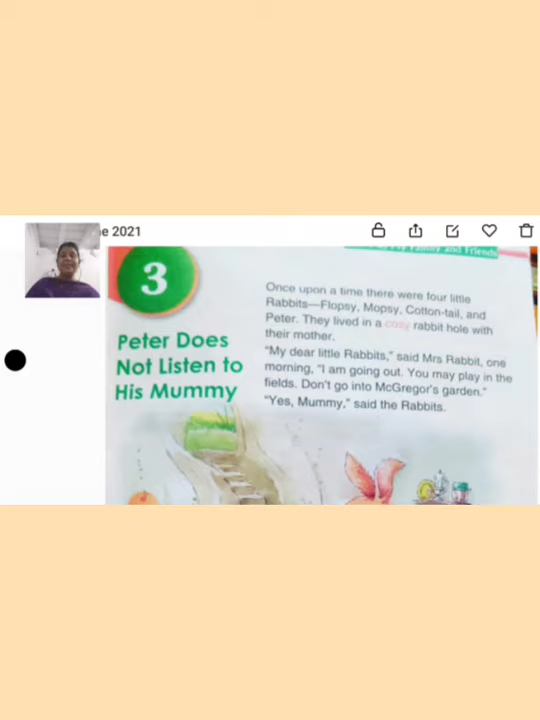 e 2021
Family and Friends
3
Peter Does
Not Listen to
His Mummy
Once upon a time there were four little
Rabbits—Flopsy, Mopsy, Cotton-tail, and
Peter. They lived in a cosy rabbit hole with
their mother.
"My dear little Rabbits," said Mrs Rabbit, one
morning, "I am going out. You may play in the
fields. Don't go into McGregor's garden."
"Yes, Mummy," said the Rabbits.